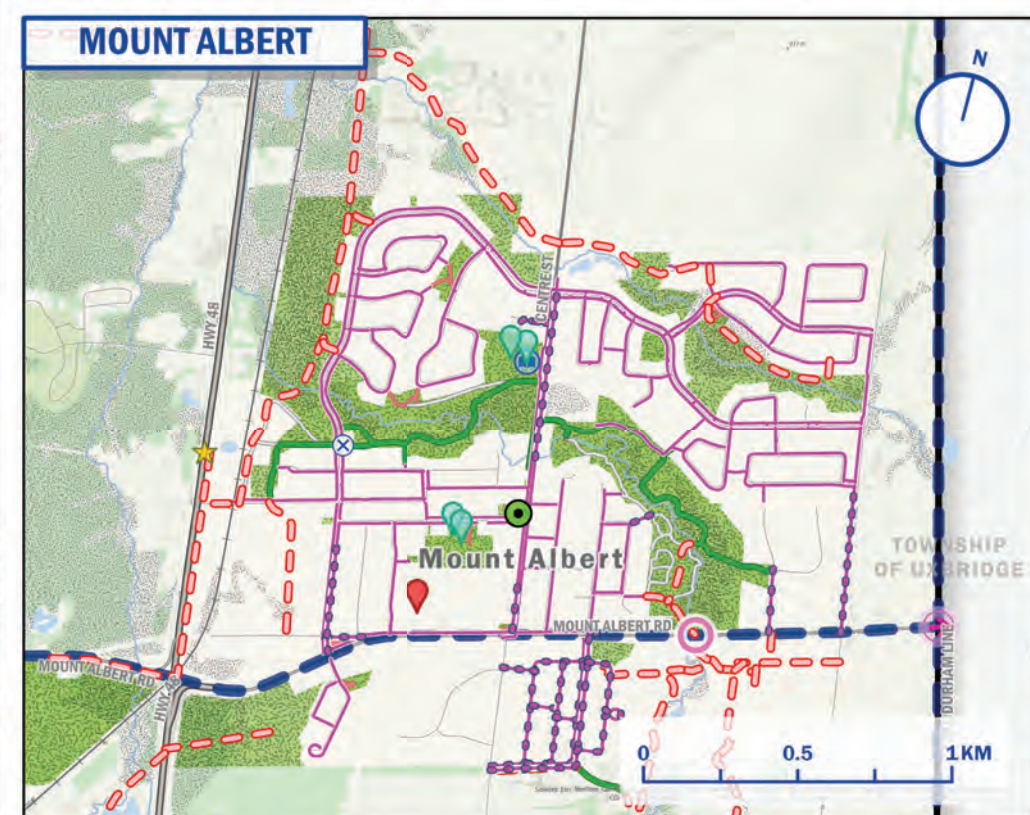 MOUNT ALBERT
N
CENTRE ST
HWY 48
Mount Albert
TOWNSHIP
OF UXBRIDGE
MOUNT ALBERT RD
MOUNT ALBERT RD
HWY 48
DURHAM LINE
0 0.5 1KM